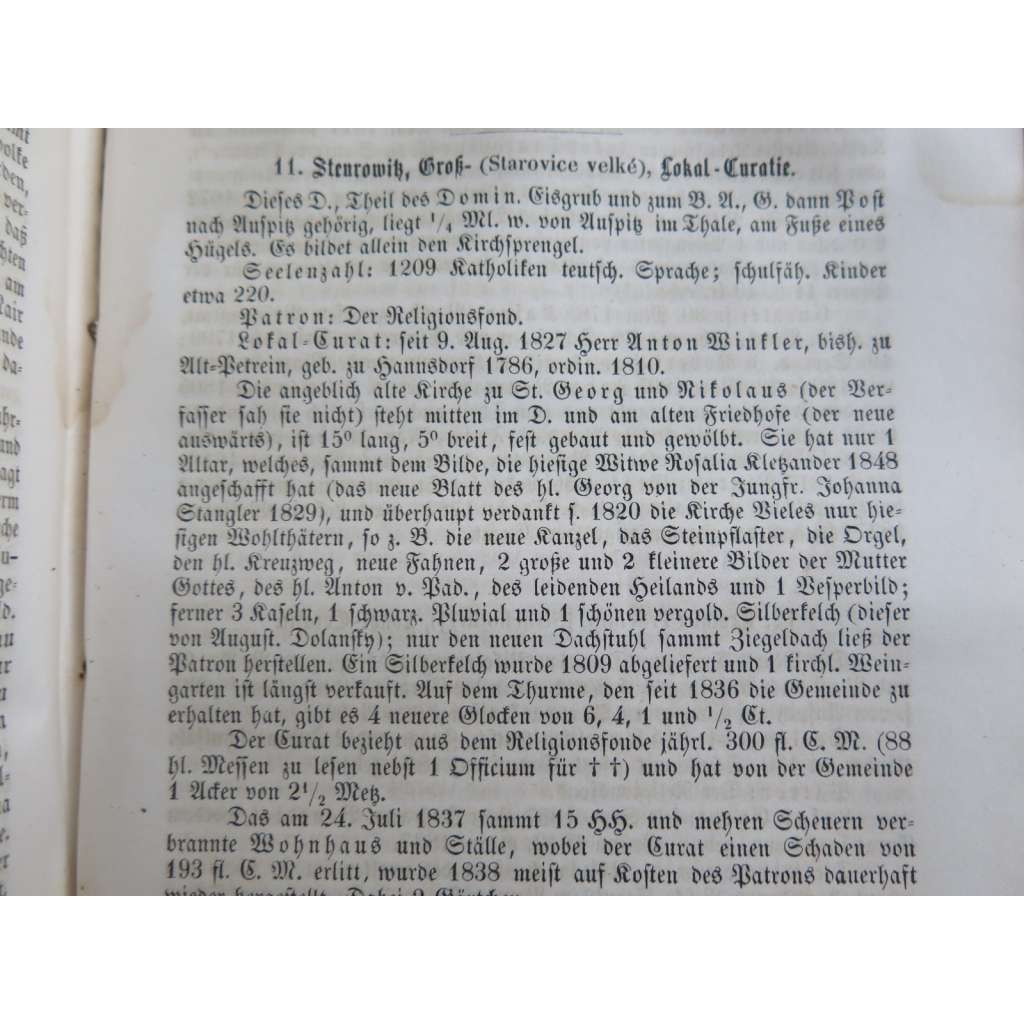 11. Steurowitz, Groß- (Starovice velké), Lokal-Curatie.
Dieses D., Theil des Domin. Eisgrub und zum B. A., G. dann Post
nach Auspitz gehörig, liegt 1/4 Ml. w. von Auspitz im Thale, am Fuße eines
Hügels. Es bildet allein den Kirchsprengel.
Seelenzahl: 1209 Katholiken teutsch. Sprache; schulfäh. Kinder
etwa 220.
Patron: Der Religionsfond.
Lokal-Curat: seit 9. Aug. 1827 Herr Anton Winkler, bish. zu
Alt-Petrein, geb. zu Hannsdorf 1786, ordin. 1810.
Die angeblich alte Kirche zu St. Georg und Nikolaus (der Ver-
fasser sah sie nicht) steht mitten im D. und am alten Friedhofe (der neue
auswärts), ist 15⁰ lang, 5⁰ breit, fest gebaut und gewölbt. Sie hat nur 1
Altar, welches, sammt dem Bilde, die hiesige Witwe Rosalia Kletzander 1848
angeschafft hat (das neue Blatt des hl. Georg von der Jungfr. Johanna
Stangler 1829), und überhaupt verdankt s. 1820 die Kirche Vieles nur hie-
sigen Wohlthätern, so z. B. die neue Kanzel, das Steinpflaster, die Orgel,
den hl. Kreuzweg, neue Fahnen, 2 große und 2 kleinere Bilder der Mutter
Gottes, des hl. Anton v. Pad., des leidenden Heilands und 1 Vesperbild;
ferner 3 Kaseln, 1 schwarz. Pluvial und 1 schönen vergold. Silberkelch (dieser
von August. Dolansky); nur den neuen Dachstuhl sammt Ziegeldach ließ der
Patron herstellen. Ein Silberkelch wurde 1809 abgeliefert und 1 kirchl. Wein-
garten ist längst verkauft. Auf dem Thurme, den seit 1836 die Gemeinde zu
erhalten hat, gibt es 4 neuere Glocken von 6, 4, 1 und 1/2 Ct.
Der Curat bezieht aus dem Religionsfonde jährl. 300 fl. C. M. (88
hl. Messen zu lesen nebst 1 Officium für † †) und hat von der Gemeinde
1 Acker von 2 1/2 Metz.
Das am 24. Juli 1837 sammt 15 HH. und mehren Scheuern ver-
brannte Wohnhaus und Ställe, wobei der Curat einen Schaden von
193 fl. C. M. erlitt, wurde 1838 meist auf Kosten des Patrons dauerhaft